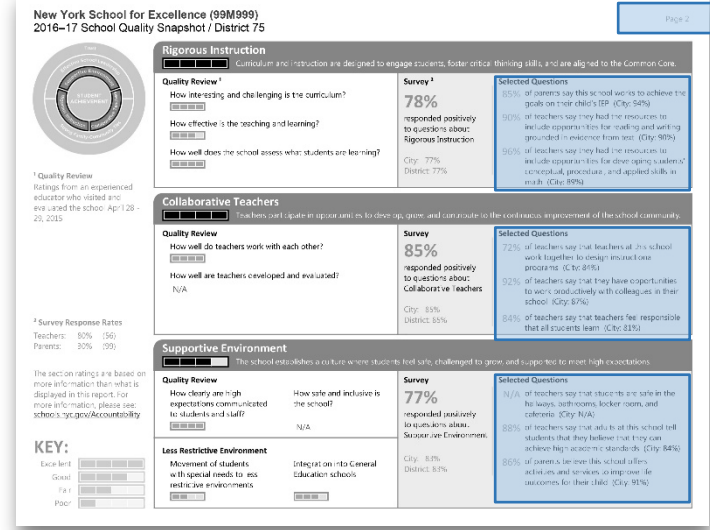 New York School for Excellence (99M999)
2016–17 School Quality Snapshot / District 75
Page 2
STUDENT
ACHIEVEMENT
Rigorous Instruction
Curriculum and instruction are designed to engage students, foster critical thinking skills, and are aligned to the Common Core.
Quality Review ¹
How interesting and challenging is the curriculum?
How effective is the teaching and learning?
How well does the school assess what students are learning?
Survey ²
78%
responded positively
to questions about
Rigorous Instruction
City: 77%
District: 77%
Selected Questions
85% of parents say this school works to achieve the
goals on their child's IEP (City: 94%)
90% of teachers say they had the resources to
include opportunities for reading and writing
grounded in evidence from text (City: 90%)
96% of teachers say they had the resources to
include opportunities for developing students'
conceptual, procedural, and applied skills in
math (City: 89%)
¹ Quality Review
Ratings from an experienced
educator who visited and
evaluated the school April 28 -
29, 2015
Collaborative Teachers
Teachers participate in opportunities to develop, grow, and contribute to the continuous improvement of the school community.
Quality Review
How well do teachers work with each other?
How well are teachers developed and evaluated?
N/A
Survey
85%
responded positively
to questions about
Collaborative Teachers
City: 85%
District: 85%
Selected Questions
72% of teachers say that teachers at this school
work together to design instructional
programs (City: 84%)
92% of teachers say that they have opportunities
to work productively with colleagues in their
school (City: 87%)
84% of teachers say that teachers feel responsible
that all students learn (City: 81%)
² Survey Response Rates
Teachers: 80% (56)
Parents: 30% (99)
The section ratings are based on
more information than what is
displayed in this report. For
more information, please see:
schools.nyc.gov/Accountability
KEY:
Excellent
Good
Fair
Poor
Supportive Environment
The school establishes a culture where students feel safe, challenged to grow, and supported to meet high expectations
Quality Review
How clearly are high
expectations communicated
to students and staff?
How safe and inclusive is
the school?
N/A
Less Restrictive Environment
Movement of students
with special needs to less
restrictive environments
Integration into General
Education schools
Survey
77%
responded positively
to questions about
Supportive Environment
City: 83%
District: 83%
Selected Questions
N/A of teachers say that students are safe in the
hallways, bathrooms, locker room, and
cafeteria (City: N/A)
88% of teachers say that adults at this school tell
students that they believe that they can
achieve high academic standards (City: 84%)
86% of parents believe this school offers
activities and services to improve life
outcomes for their child (City: 91%)